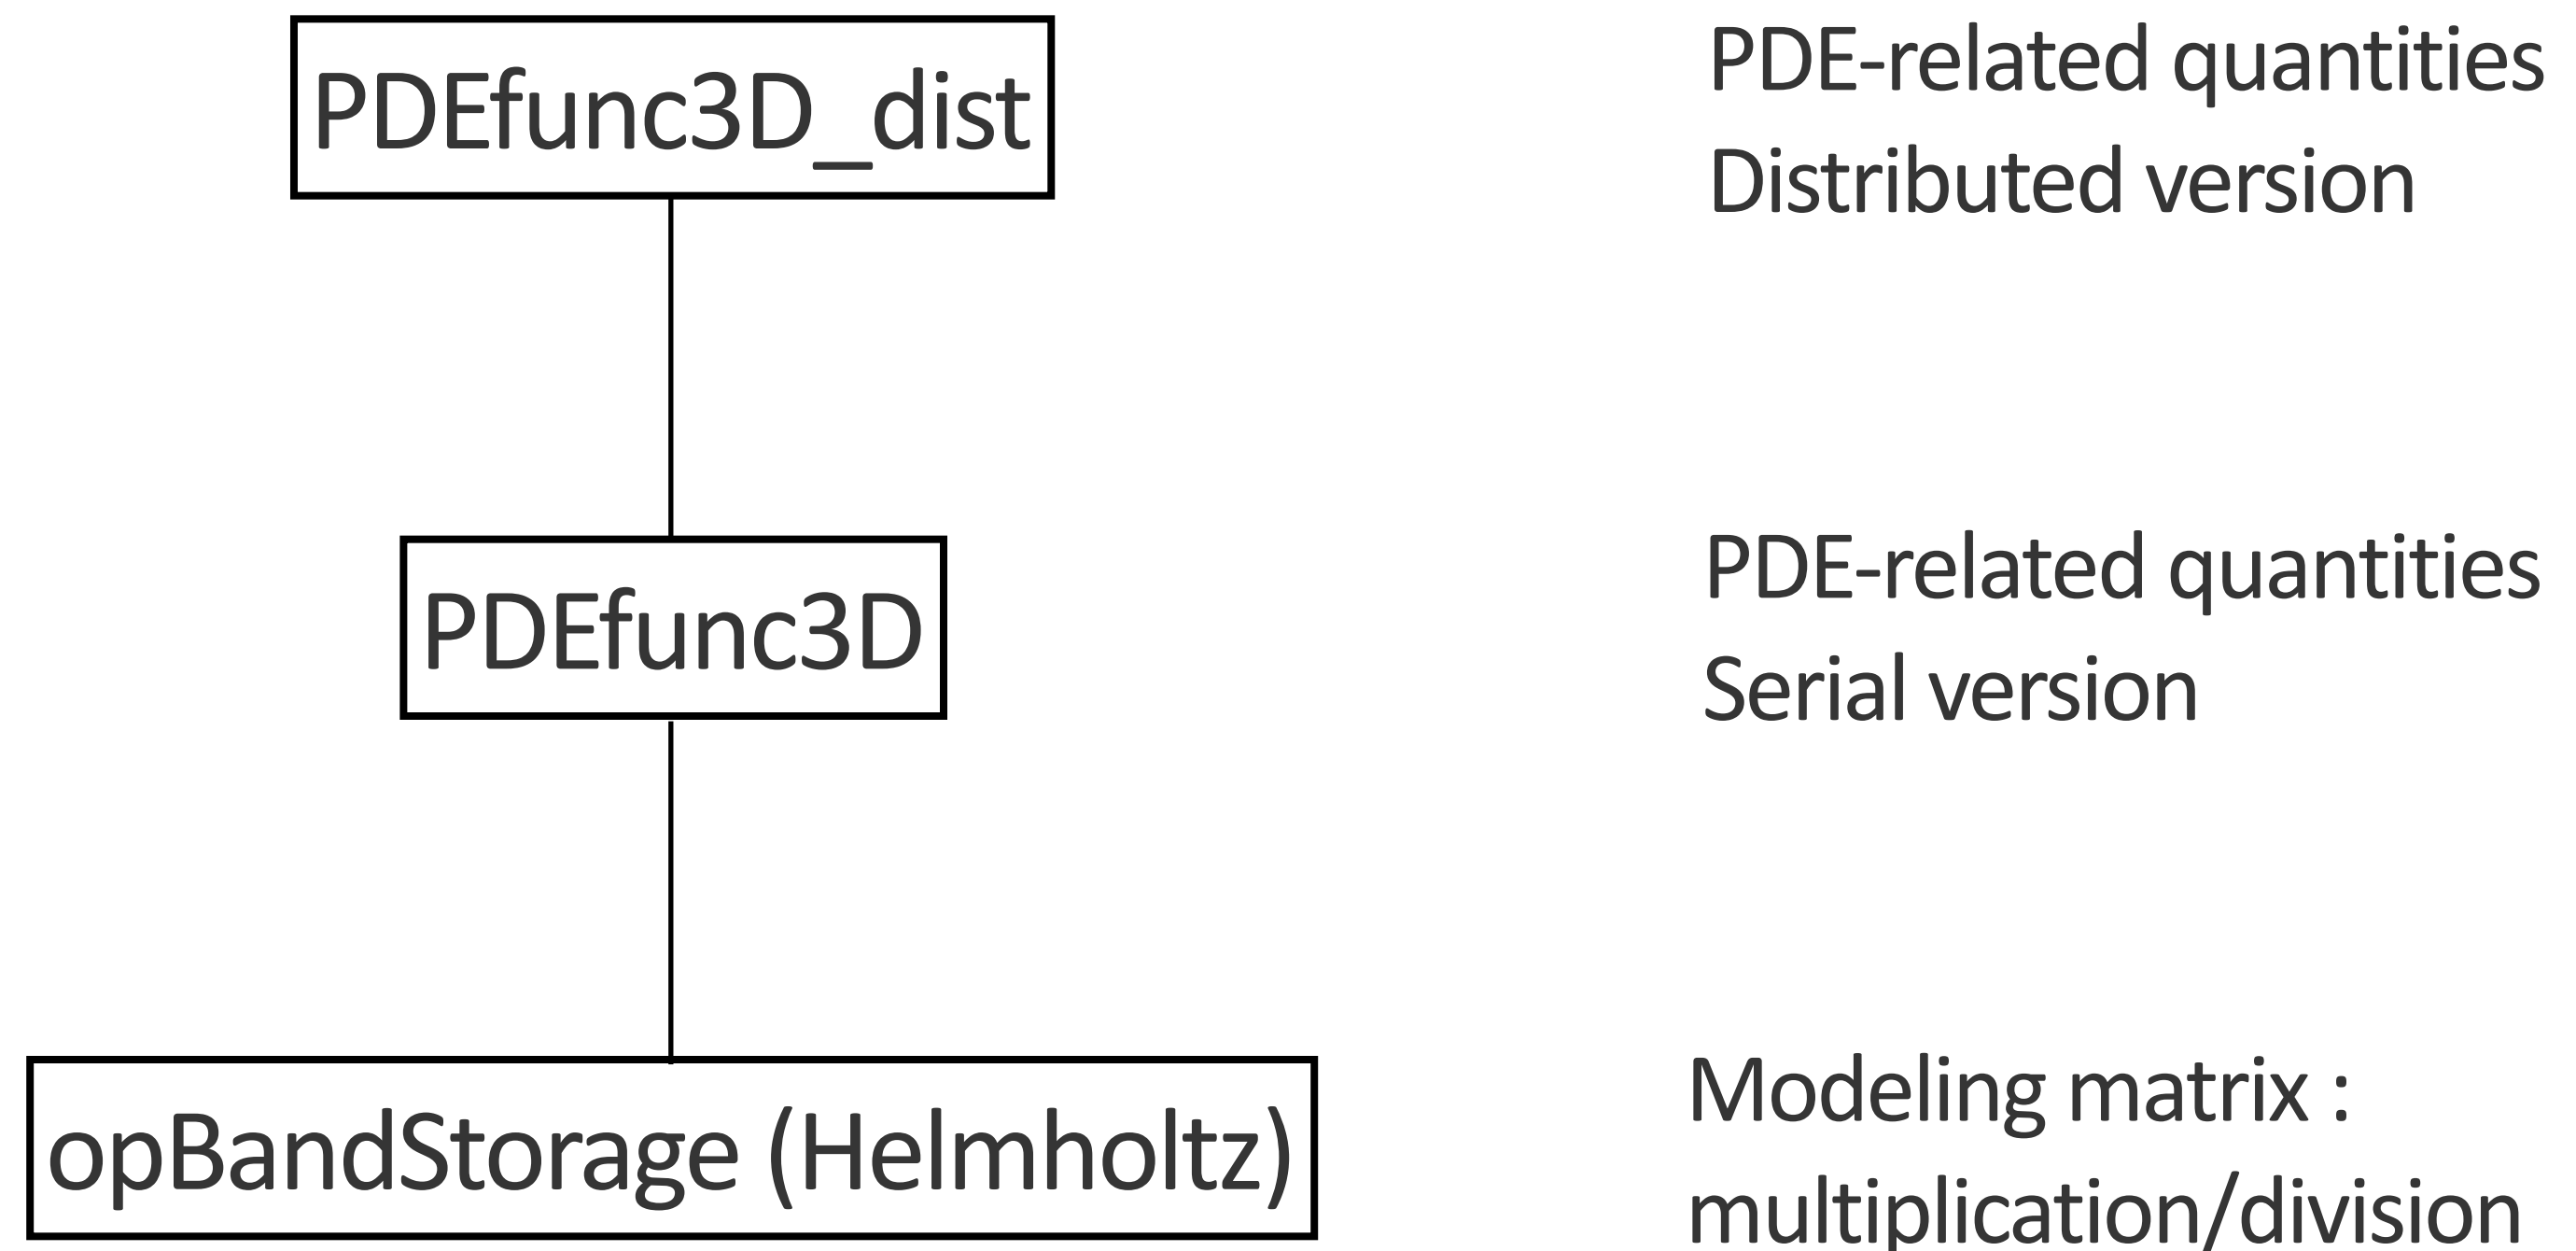 PDEfunc3D_dist
PDE-related quantities
Distributed version
PDEfunc3D
PDE-related quantities
Serial version
opBandStorage (Helmholtz)
Modeling matrix :
multiplication/division